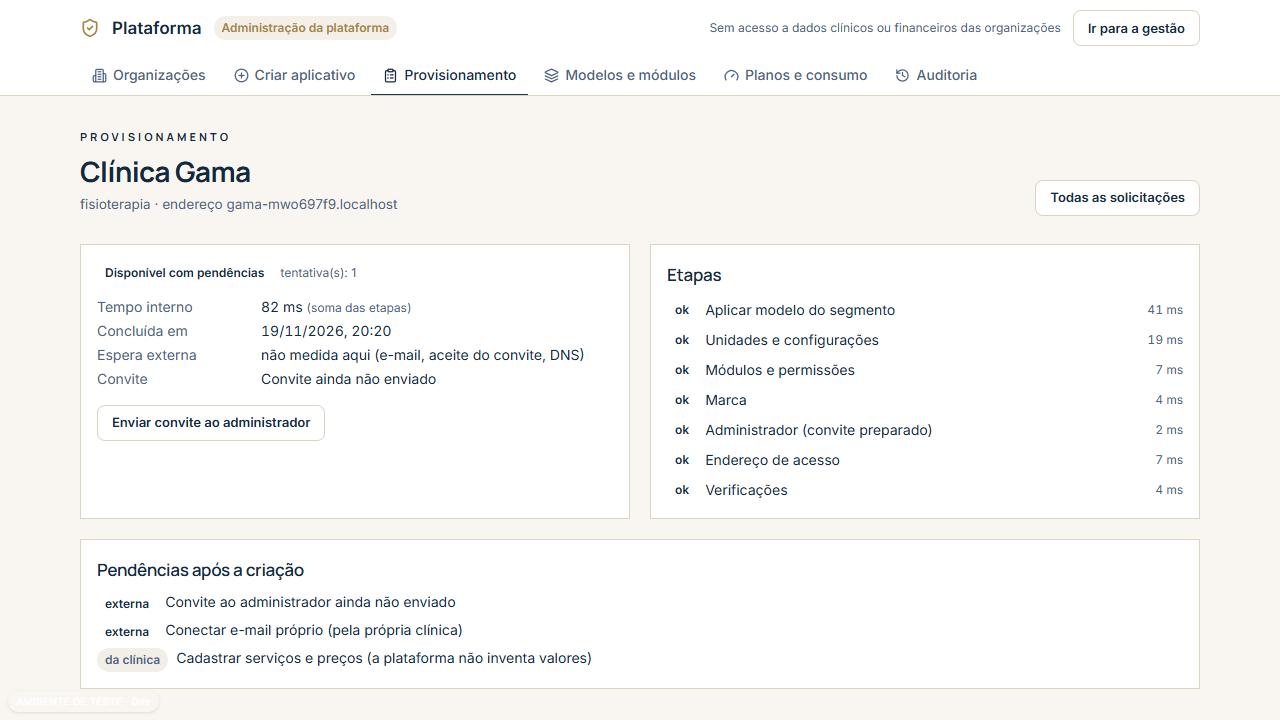 Plataforma
Administração da plataforma
Sem acesso a dados clínicos ou financeiros das organizações
Ir para a gestão
Organizações
Criar aplicativo
Provisionamento
Modelos e módulos
Planos e consumo
Auditoria
PROVISIONAMENTO
Clínica Gama
fisioterapia · endereço gama-mwo697f9.localhost
Todas as solicitações
Disponível com pendências tentativa(s): 1
Tempo interno 82 ms (soma das etapas)
Concluída em 19/11/2026, 20:20
Espera externa não medida aqui (e-mail, aceite do convite, DNS)
Convite Convite ainda não enviado
Enviar convite ao administrador
Etapas
ok Aplicar modelo do segmento 41 ms
ok Unidades e configurações 19 ms
ok Módulos e permissões 7 ms
ok Marca 4 ms
ok Administrador (convite preparado) 2 ms
ok Endereço de acesso 7 ms
ok Verificações 4 ms
Pendências após a criação
externa Convite ao administrador ainda não enviado
externa Conectar e-mail próprio (pela própria clínica)
da clínica Cadastrar serviços e preços (a plataforma não inventa valores)
AMBIENTE DE TESTE